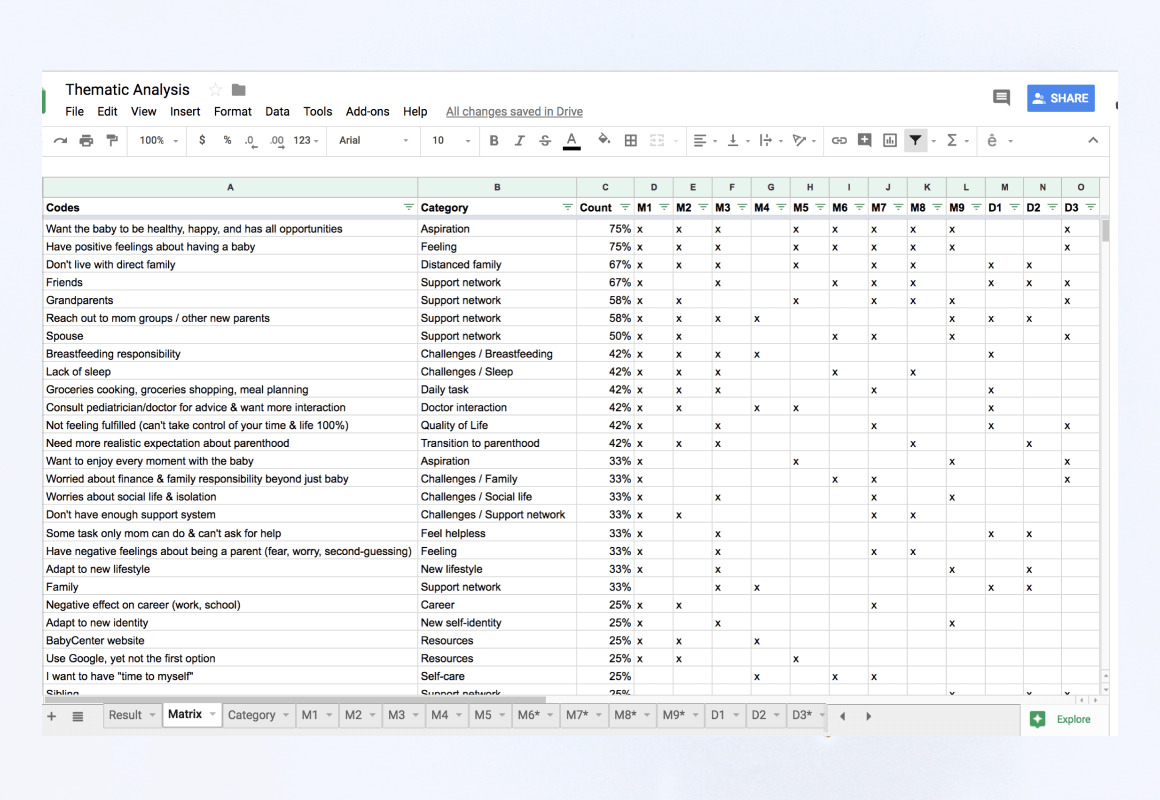 Thematic Analysis
File Edit View Insert Format Data Tools Add-ons Help All changes saved in Drive
SHARE
100% $ % .0 .00 123 Arial 10 B I S A Σ ê
A B C D E F G H I J K L M N O
Codes Category Count M1 M2 M3 M4 M5 M6 M7 M8 M9 D1 D2 D3
Want the baby to be healthy, happy, and has all opportunities Aspiration 75% x x x x x x x x x
Have positive feelings about having a baby Feeling 75% x x x x x x x x x
Don't live with direct family Distanced family 67% x x x x x x x x
Friends Support network 67% x x x x x x x x
Grandparents Support network 58% x x x x x x x
Reach out to mom groups / other new parents Support network 58% x x x x x x x
Spouse Support network 50% x x x x x x
Breastfeeding responsibility Challenges / Breastfeeding 42% x x x x x
Lack of sleep Challenges / Sleep 42% x x x x x
Groceries cooking, groceries shopping, meal planning Daily task 42% x x x x x
Consult pediatrician/doctor for advice & want more interaction Doctor interaction 42% x x x x x
Not feeling fulfilled (can't take control of your time & life 100%) Quality of Life 42% x x x x x
Need more realistic expectation about parenthood Transition to parenthood 42% x x x x x
Want to enjoy every moment with the baby Aspiration 33% x x x x
Worried about finance & family responsibility beyond just baby Challenges / Family 33% x x x x
Worries about social life & isolation Challenges / Social life 33% x x x x
Don't have enough support system Challenges / Support network 33% x x x x
Some task only mom can do & can't ask for help Feel helpless 33% x x x x
Have negative feelings about being a parent (fear, worry, second-guessing) Feeling 33% x x x x
Adapt to new lifestyle New lifestyle 33% x x x x
Family Support network 33% x x x x
Negative effect on career (work, school) Career 25% x x x
Adapt to new identity New self-identity 25% x x x
BabyCenter website Resources 25% x x x
Use Google, yet not the first option Resources 25% x x x
I want to have "time to myself" Self-care 25% x x x
Sibling Support network 25% x x x
Result Matrix Category M1 M2 M3 M4 M5 M6* M7* M8* M9* D1 D2 D3* Explore